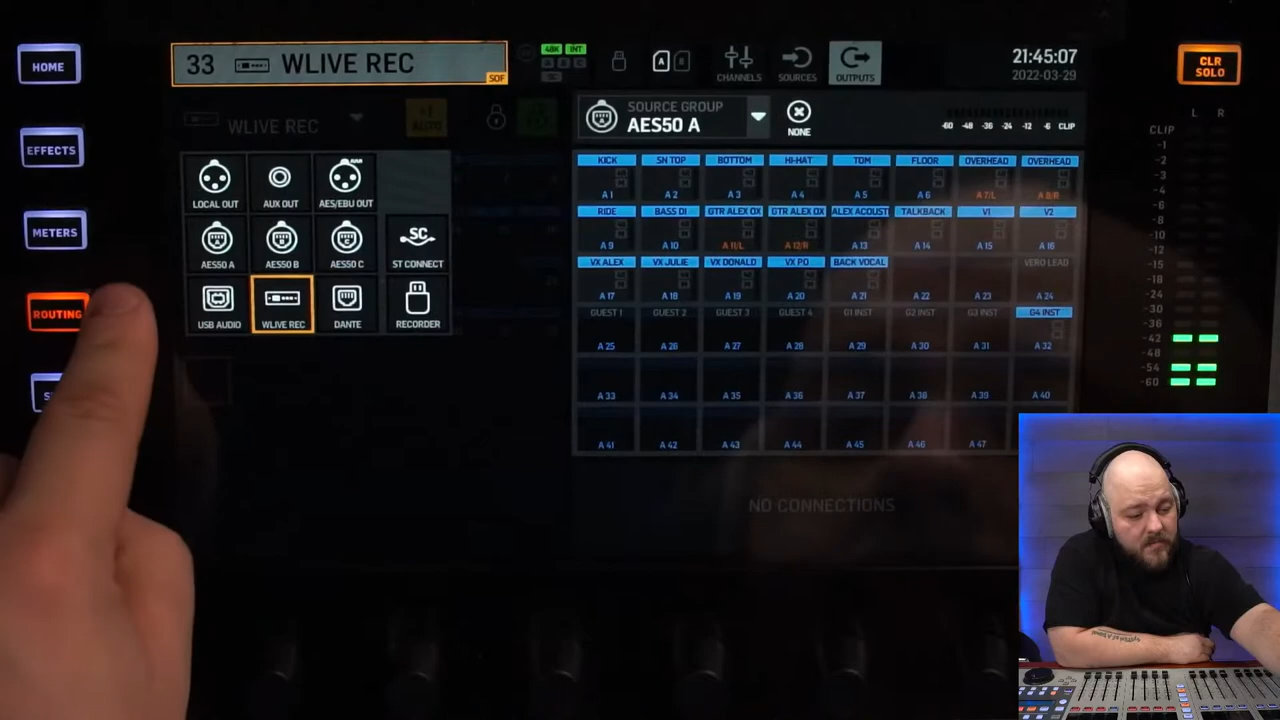 HOME
EFFECTS
METERS
ROUTING
33 WLIVE REC
SOF
48K INT
A B
CHANNELS
SOURCES
OUTPUTS
21:45:07
2022-03-29
CLR
SOLO
WLIVE REC
+1
AUTO
SOURCE GROUP
AES50 A
NONE
-60 -48 -36 -24 -12 -6 CLIP
LOCAL OUT
AUX OUT
AES/EBU OUT
AES50 A
AES50 B
AES50 C
SC
ST CONNECT
USB AUDIO
WLIVE REC
DANTE
RECORDER
KICK SN TOP BOTTOM HI-HAT TOM FLOOR OVERHEAD OVERHEAD
A 1 A 2 A 3 A 4 A 5 A 6 A 7/L A 8/R
RIDE BASS DI GTR ALEX OX GTR ALEX OX ALEX ACOUST TALKBACK V1 V2
A 9 A 10 A 11/L A 12/R A 13 A 14 A 15 A 16
VX ALEX VX JULIE VX DONALD VX PO BACK VOCAL VERO LEAD
A 17 A 18 A 19 A 20 A 21 A 22 A 23 A 24
GUEST 1 GUEST 2 GUEST 3 GUEST 4 G1 INST G2 INST G3 INST G4 INST
A 25 A 26 A 27 A 28 A 29 A 30 A 31 A 32
A 33 A 34 A 35 A 36 A 37 A 38 A 39 A 40
A 41 A 42 A 43 A 44 A 45 A 46 A 47
NO CONNECTIONS
L R
CLIP
-1
-2
-4
-6
-8
-10
-12
-15
-18
-24
-30
-36
-42
-48
-54
-60